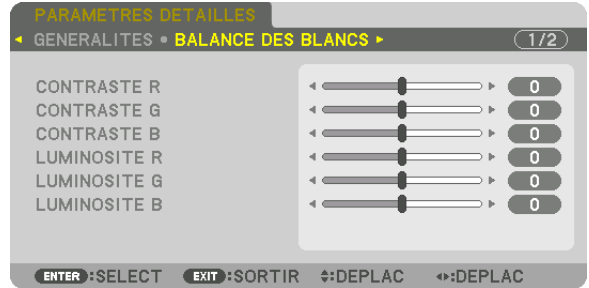 PARAMETRES DETAILLES
GENERALITES • BALANCE DES BLANCS 1/2
CONTRASTE R 0
CONTRASTE G 0
CONTRASTE B 0
LUMINOSITE R 0
LUMINOSITE G 0
LUMINOSITE B 0
ENTER :SELECT EXIT :SORTIR :DEPLAC :DEPLAC